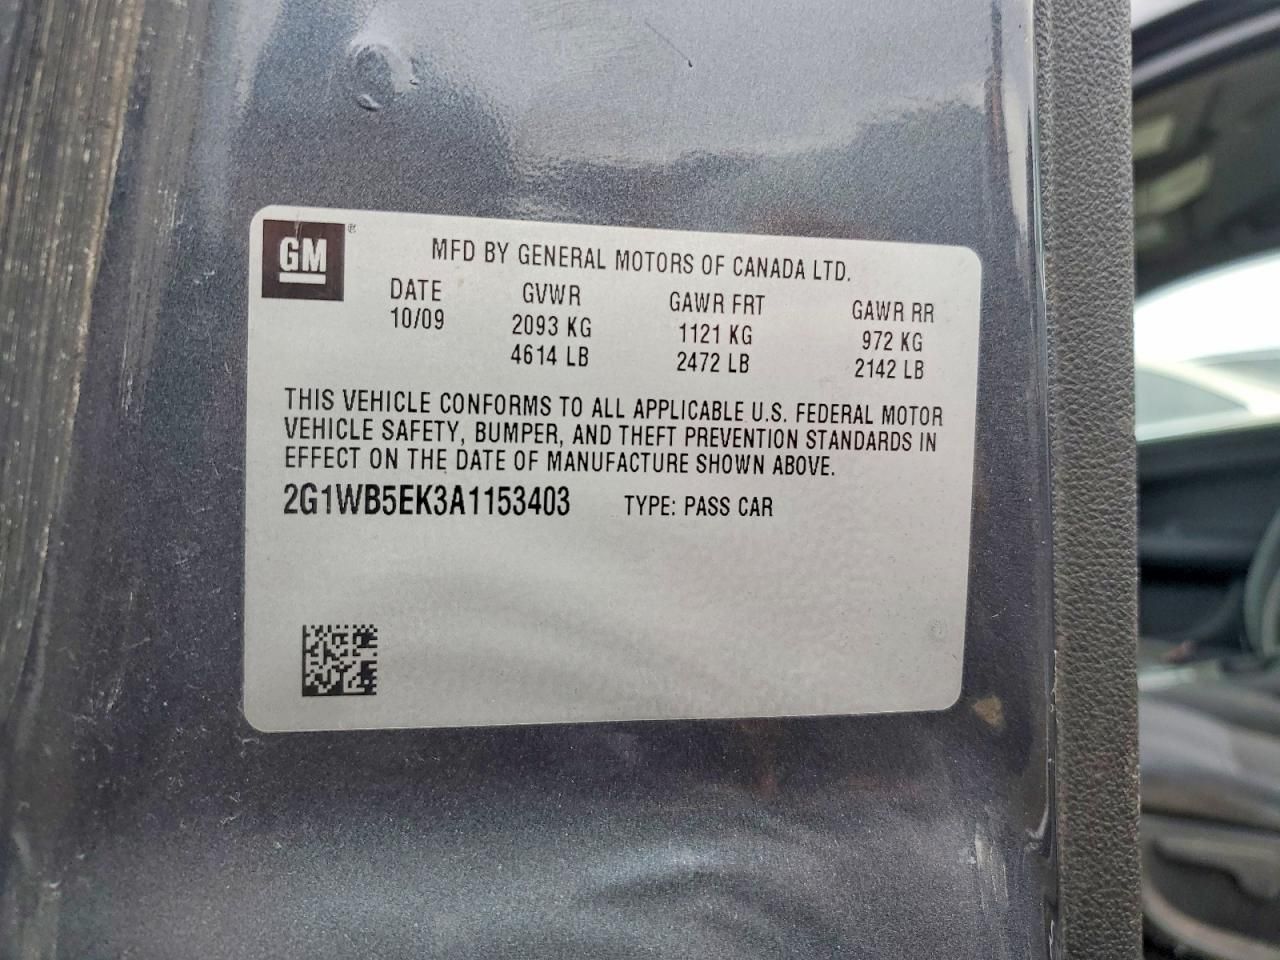 GM ®
MFD BY GENERAL MOTORS OF CANADA LTD.
DATE GVWR GAWR FRT GAWR RR
10/09 2093 KG 1121 KG 972 KG
4614 LB 2472 LB 2142 LB
THIS VEHICLE CONFORMS TO ALL APPLICABLE U.S. FEDERAL MOTOR
VEHICLE SAFETY, BUMPER, AND THEFT PREVENTION STANDARDS IN
EFFECT ON THE DATE OF MANUFACTURE SHOWN ABOVE.
2G1WB5EK3A1153403 TYPE: PASS CAR